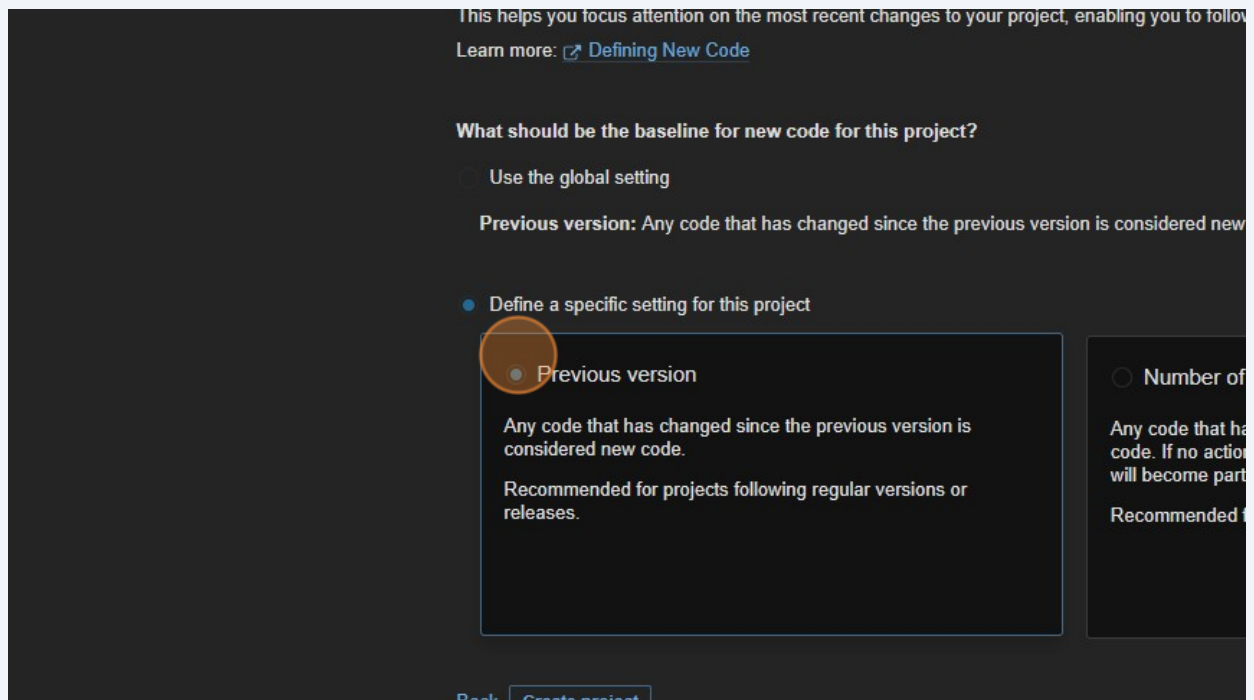 This helps you focus attention on the most recent changes to your project, enabling you to follow
Learn more: Defining New Code
What should be the baseline for new code for this project?
Use the global setting
Previous version: Any code that has changed since the previous version is considered new
Define a specific setting for this project
Previous version
Any code that has changed since the previous version is
considered new code.
Recommended for projects following regular versions or
releases.
Number of
Any code that ha
code. If no action
will become part
Recommended f
Back Create project